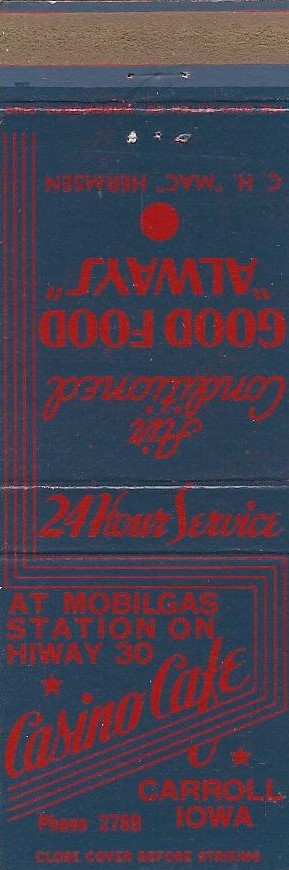 C. H. "MAC" HERMSEN
"ALWAYS"
GOOD FOOD
Conditioned
Air
24 Hour Service
AT MOBILGAS
STATION ON
HIWAY 30
Casino Cafe
CARROLL
IOWA
Phone 2789
CLOSE COVER BEFORE STRIKING